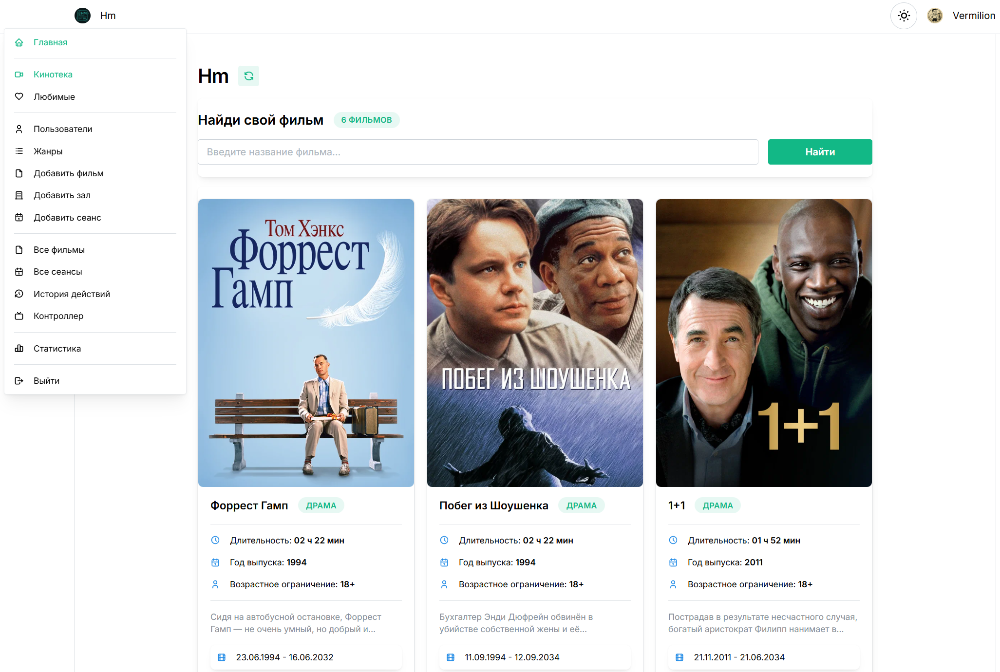 Hm
Vermilion
Главная
Кинотека
Любимые
Пользователи
Жанры
Добавить фильм
Добавить зал
Добавить сеанс
Все фильмы
Все сеансы
История действий
Контроллер
Статистика
Выйти
Hm
Найди свой фильм
6 ФИЛЬМОВ
Введите название фильма...
Найти
Том Хэнкс
Форрест
Гамп
Форрест Гамп
ДРАМА
Длительность: 02 ч 22 мин
Год выпуска: 1994
Возрастное ограничение: 18+
Сидя на автобусной остановке, Форрест
Гамп — не очень умный, но добрый и...
23.06.1994 - 16.06.2032
ПОБЕГ ИЗ ШОУШЕНКА
Побег из Шоушенка
ДРАМА
Длительность: 02 ч 22 мин
Год выпуска: 1994
Возрастное ограничение: 18+
Бухгалтер Энди Дюфрейн обвинён в
убийстве собственной жены и её...
11.09.1994 - 12.09.2034
1+1
1+1
ДРАМА
Длительность: 01 ч 52 мин
Год выпуска: 2011
Возрастное ограничение: 18+
Пострадав в результате несчастного случая,
богатый аристократ Филипп нанимает в...
21.11.2011 - 21.06.2034